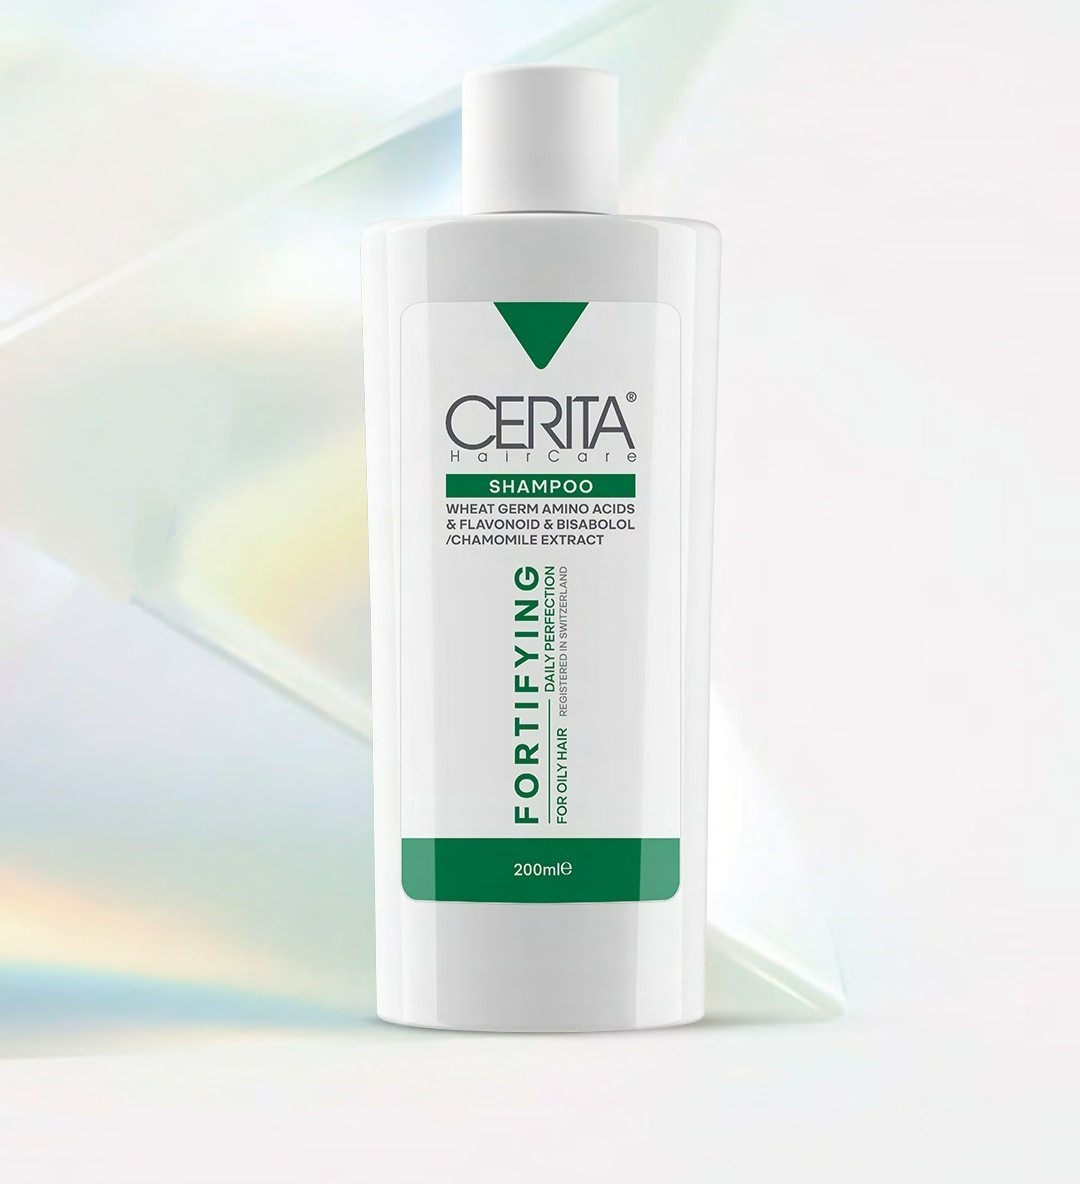 CERITA®
HairCare
SHAMPOO
WHEAT GERM AMINO ACIDS
& FLAVONOID & BISABOLOL
/CHAMOMILE EXTRACT
FORTIFYING
DAILY PERFECTION
FOR OILY HAIR
REGISTERED IN SWITZERLAND
200ml℮